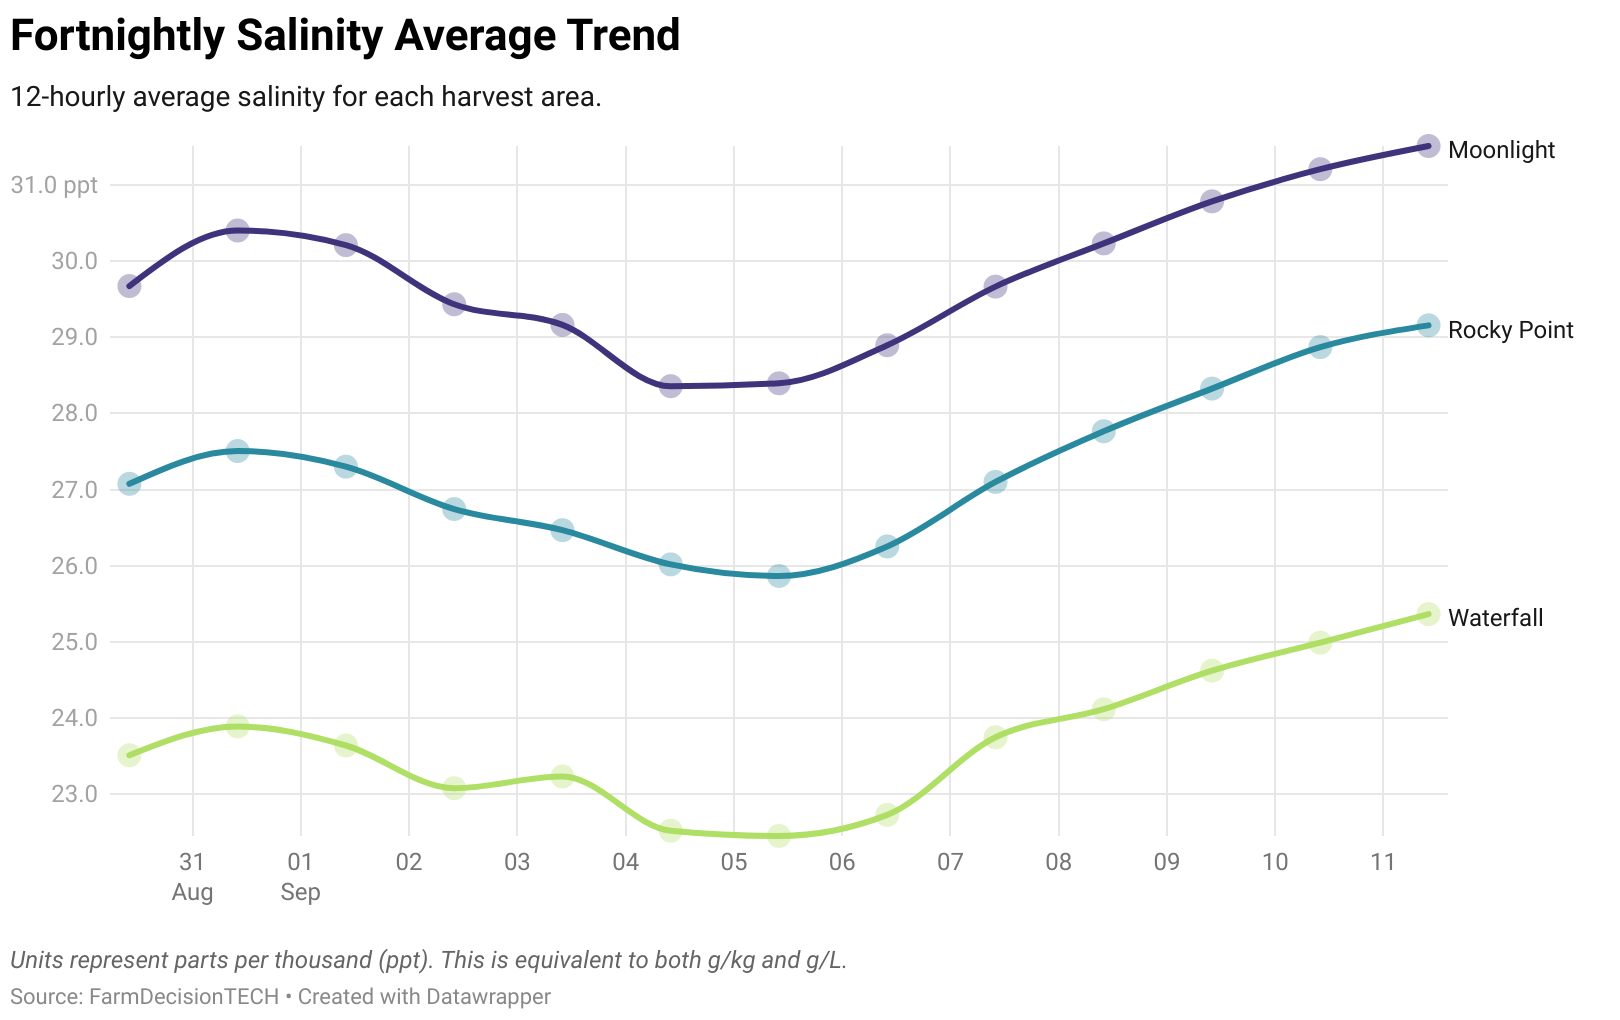 Fortnightly Salinity Average Trend
12-hourly average salinity for each harvest area.
Moonlight
31.0 ppt
30.0
29.0
Rocky Point
28.0
27.0
26.0
Waterfall
25.0
24.0
23.0
31 01 02 03 04 05 06 07 08 09 10 11
Aug Sep
Units represent parts per thousand (ppt). This is equivalent to both g/kg and g/L.
Source: FarmDecisionTECH • Created with Datawrapper